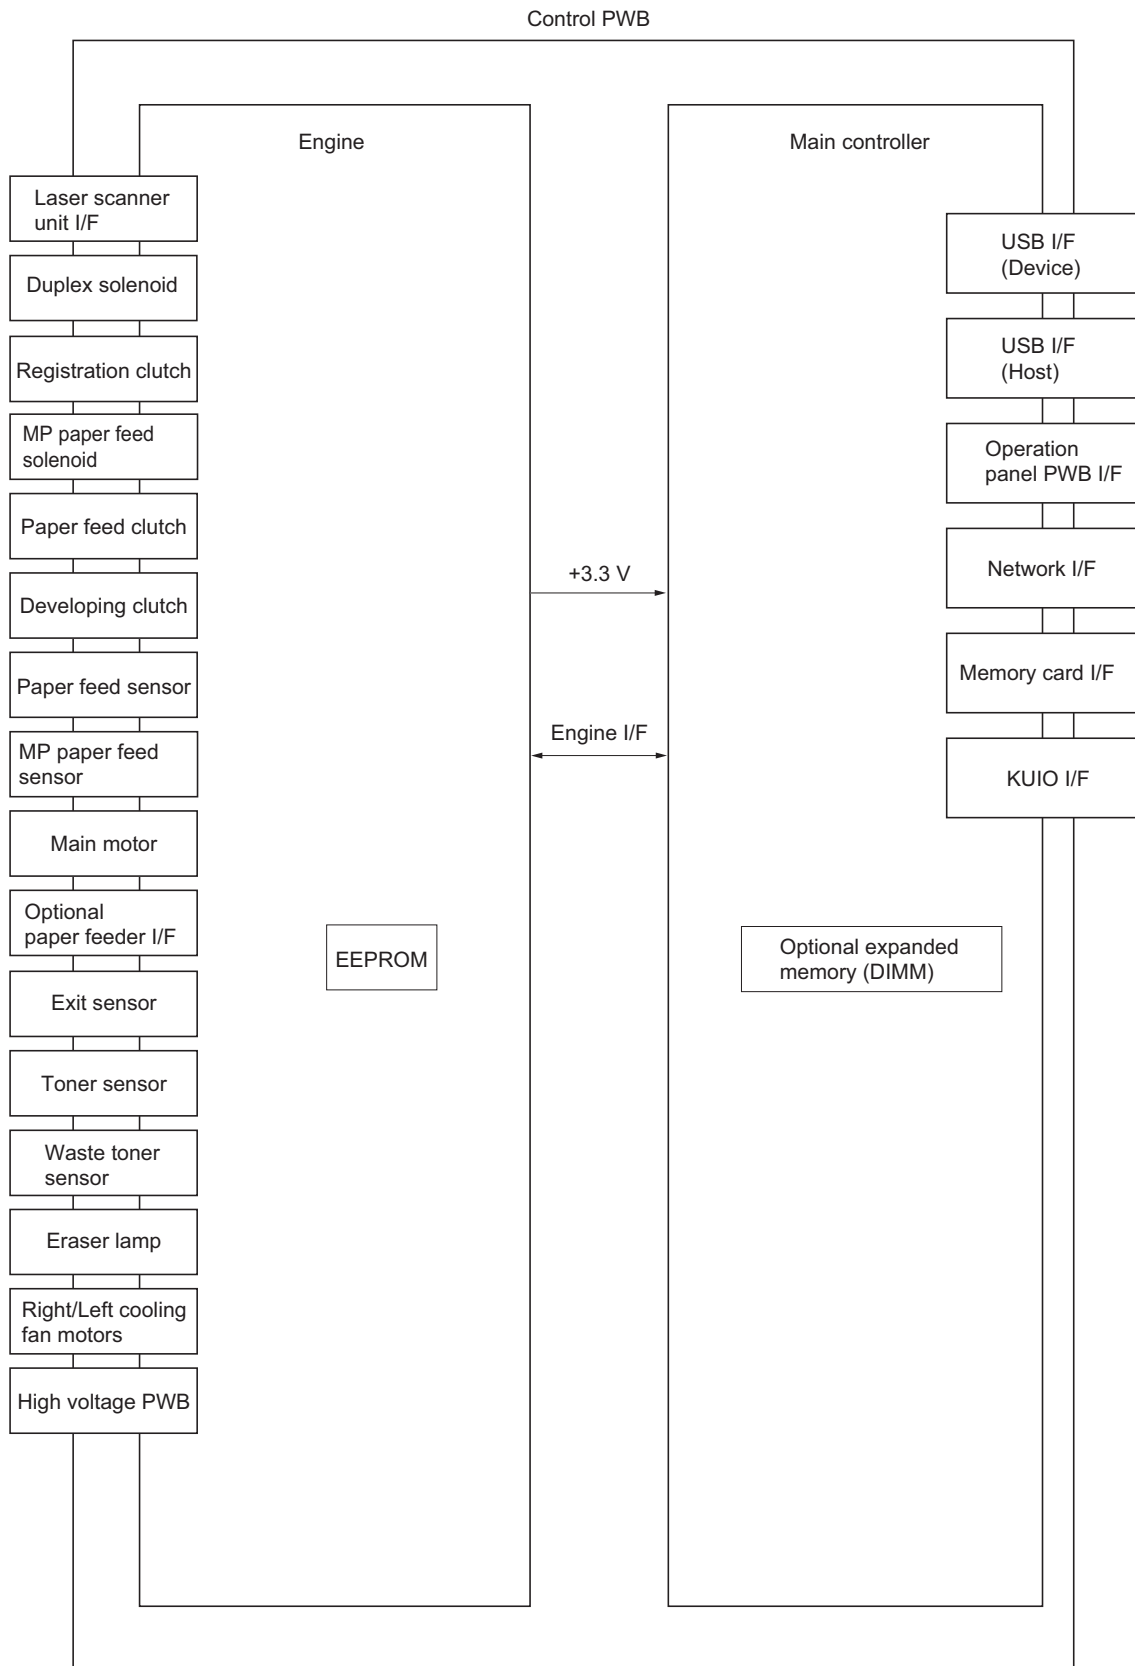 Control PWB
Engine
Laser scanner
unit I/F
Duplex solenoid
Registration clutch
MP paper feed
solenoid
Paper feed clutch
Developing clutch
Paper feed sensor
MP paper feed
sensor
Main motor
Optional
paper feeder I/F
Exit sensor
Toner sensor
Waste toner
sensor
Eraser lamp
Right/Left cooling
fan motors
High voltage PWB
EEPROM
+3.3 V
Engine I/F
Main controller
USB I/F
(Device)
USB I/F
(Host)
Operation
panel PWB I/F
Network I/F
Memory card I/F
KUIO I/F
Optional expanded
memory (DIMM)